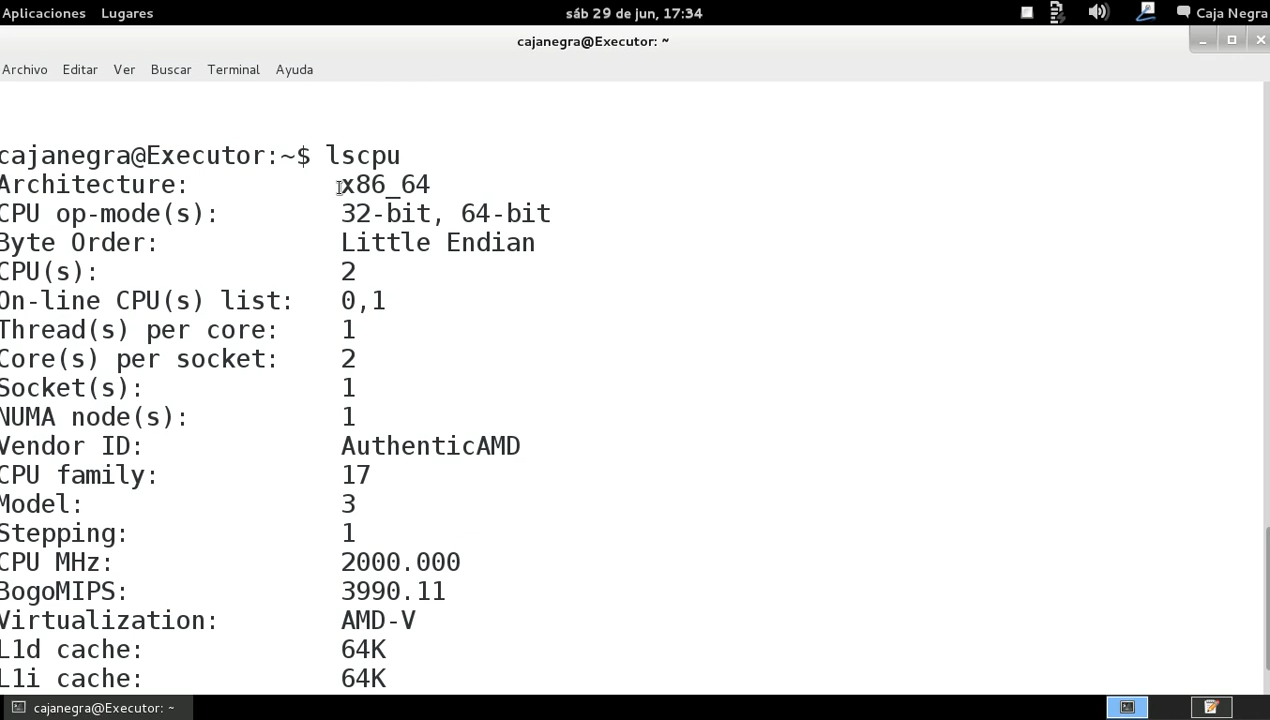 Aplicaciones Lugares sáb 29 de jun, 17:34 Caja Negra
cajanegra@Executor: ~
Archivo Editar Ver Buscar Terminal Ayuda
cajanegra@Executor:~$ lscpu
Architecture: x86_64
CPU op-mode(s): 32-bit, 64-bit
Byte Order: Little Endian
CPU(s): 2
On-line CPU(s) list: 0,1
Thread(s) per core: 1
Core(s) per socket: 2
Socket(s): 1
NUMA node(s): 1
Vendor ID: AuthenticAMD
CPU family: 17
Model: 3
Stepping: 1
CPU MHz: 2000.000
BogoMIPS: 3990.11
Virtualization: AMD-V
L1d cache: 64K
L1i cache: 64K
cajanegra@Executor: ~